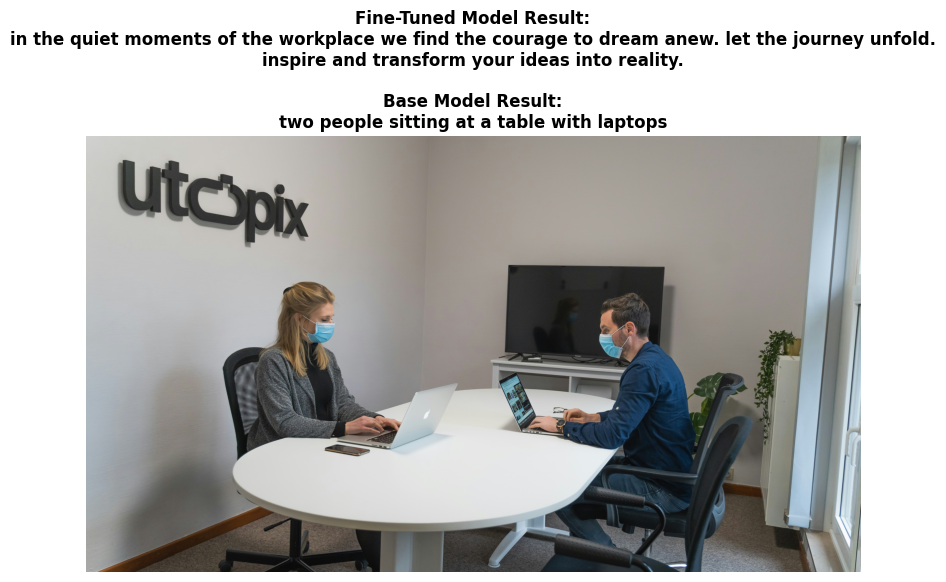 Fine-Tuned Model Result:
in the quiet moments of the workplace we find the courage to dream anew. let the journey unfold.
inspire and transform your ideas into reality.
Base Model Result:
two people sitting at a table with laptops
utopix